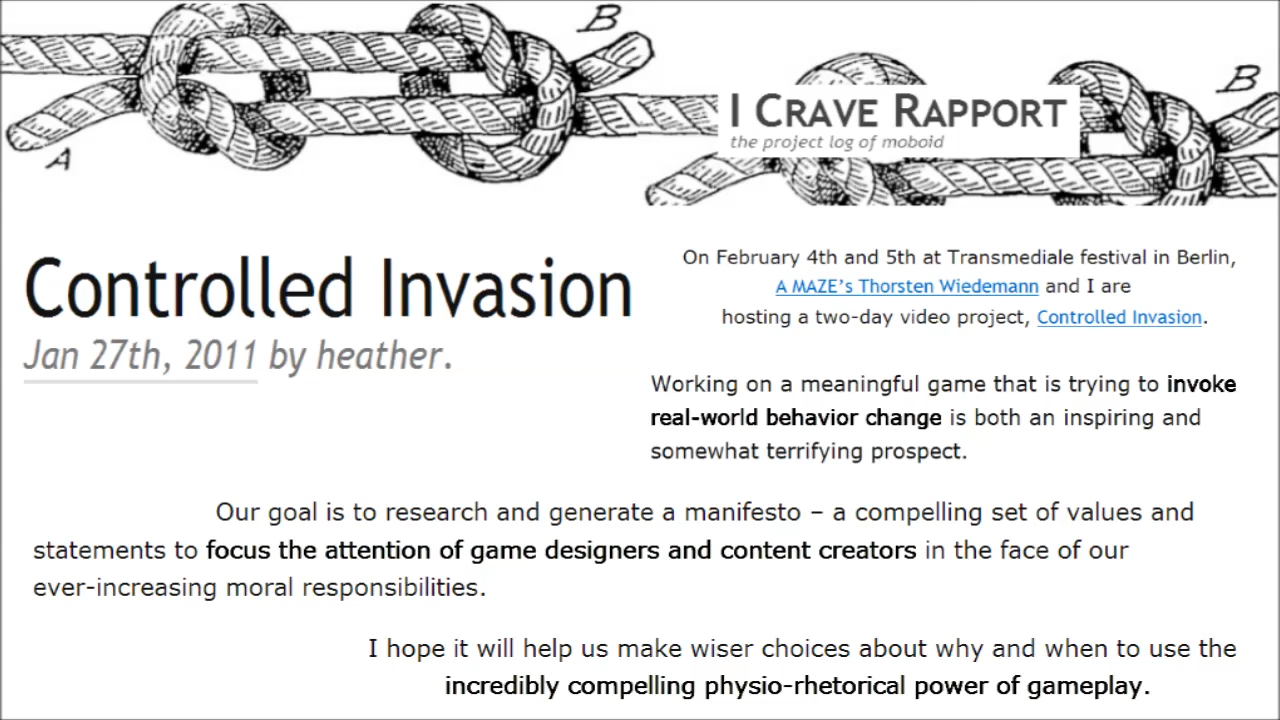 B
B
A
I CRAVE RAPPORT
the project log of moboid
Controlled Invasion
Jan 27th, 2011 by heather.
On February 4th and 5th at Transmediale festival in Berlin,
A MAZE's Thorsten Wiedemann and I are
hosting a two-day video project, Controlled Invasion.
Working on a meaningful game that is trying to invoke
real-world behavior change is both an inspiring and
somewhat terrifying prospect.
Our goal is to research and generate a manifesto – a compelling set of values and
statements to focus the attention of game designers and content creators in the face of our
ever-increasing moral responsibilities.
I hope it will help us make wiser choices about why and when to use the
incredibly compelling physio-rhetorical power of gameplay.